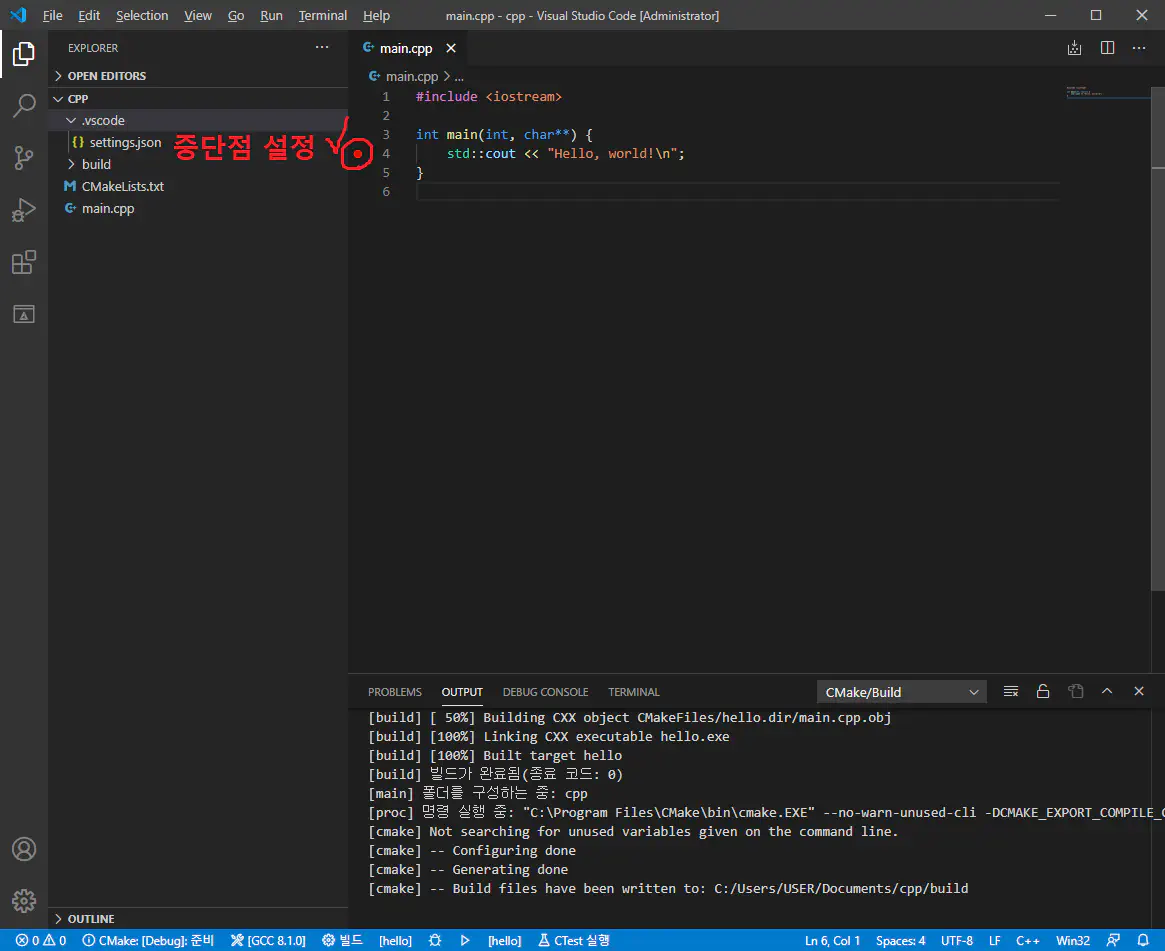 File Edit Selection View Go Run Terminal Help main.cpp - cpp - Visual Studio Code [Administrator]
EXPLORER
OPEN EDITORS
CPP
.vscode
{} settings.json
build
M CMakeLists.txt
main.cpp
중단점 설정
main.cpp
main.cpp > ...
1 #include <iostream>
2
3 int main(int, char**) {
4 std::cout << "Hello, world!\n";
5 }
6
PROBLEMS OUTPUT DEBUG CONSOLE TERMINAL CMake/Build
[build] [ 50%] Building CXX object CMakeFiles/hello.dir/main.cpp.obj
[build] [100%] Linking CXX executable hello.exe
[build] [100%] Built target hello
[build] 빌드가 완료됨(종료 코드: 0)
[main] 폴더를 구성하는 중: cpp
[proc] 명령 실행 중: "C:\Program Files\CMake\bin\cmake.EXE" --no-warn-unused-cli -DCMAKE_EXPORT_COMPILE_C
[cmake] Not searching for unused variables given on the command line.
[cmake] -- Configuring done
[cmake] -- Generating done
[cmake] -- Build files have been written to: C:/Users/USER/Documents/cpp/build
OUTLINE
0 0 CMake: [Debug]: 준비 [GCC 8.1.0] 빌드 [hello] [hello] CTest 실행 Ln 6, Col 1 Spaces: 4 UTF-8 LF C++ Win32